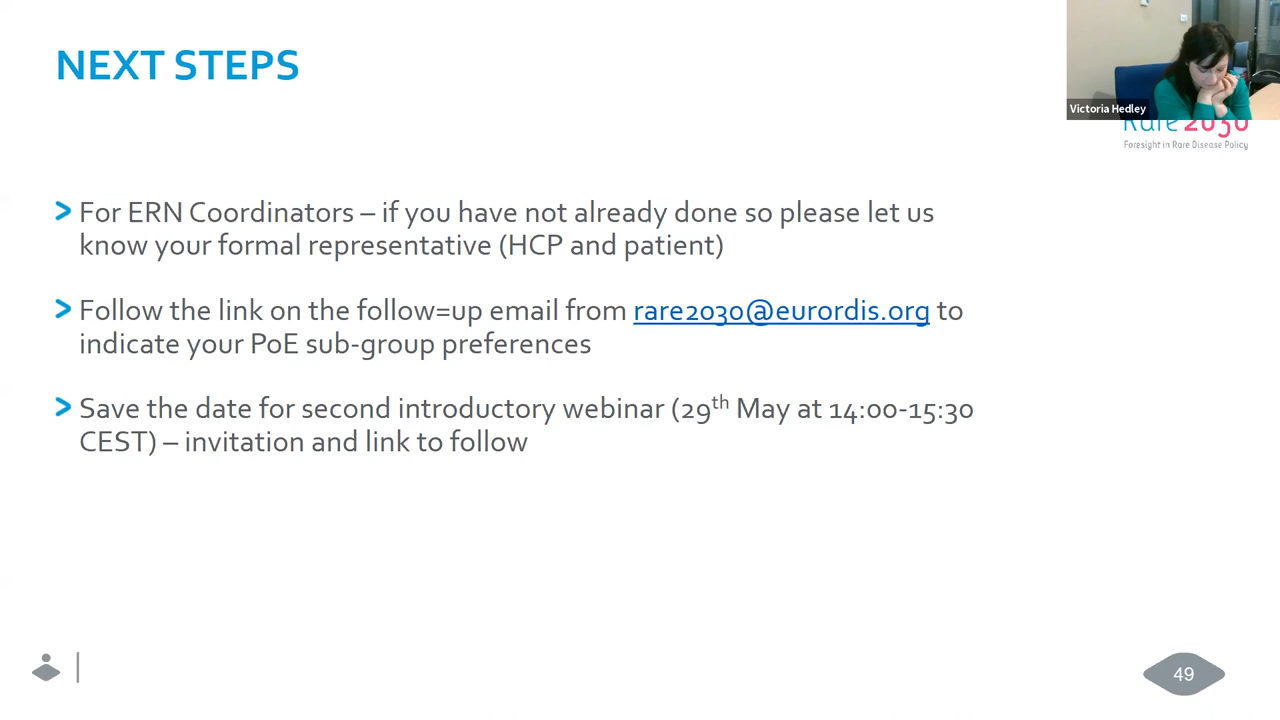 NEXT STEPS
Victoria Hedley
Rare 2030
Foresight in Rare Disease Policy
> For ERN Coordinators – if you have not already done so please let us
know your formal representative (HCP and patient)
> Follow the link on the follow=up email from rare2030@eurordis.org to
indicate your PoE sub-group preferences
> Save the date for second introductory webinar (29th May at 14:00-15:30
CEST) – invitation and link to follow
49